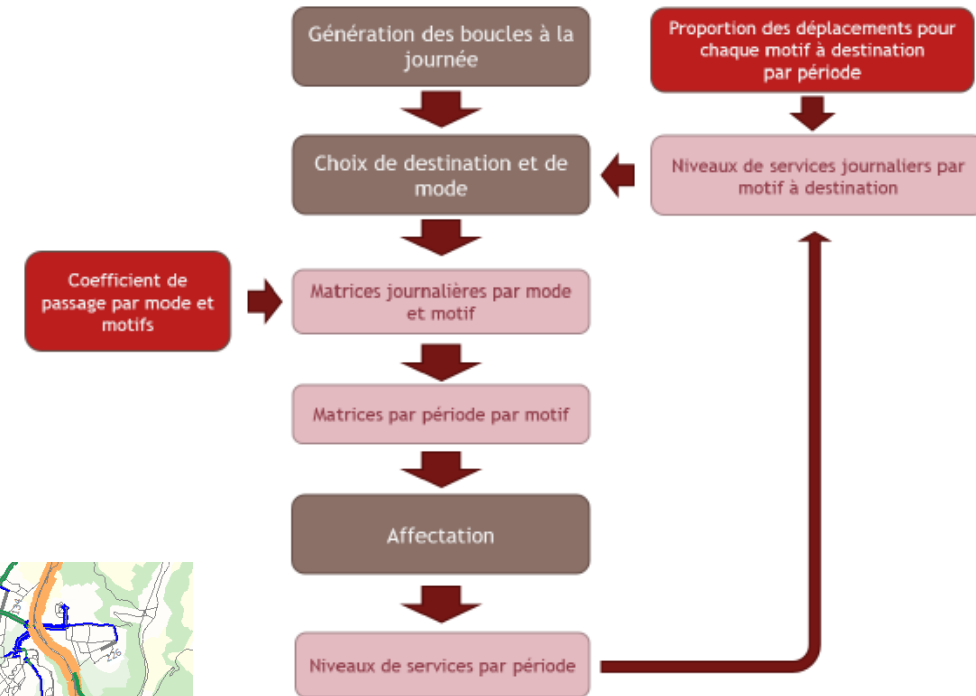 Génération des boucles à la
journée
Proportion des déplacements pour
chaque motif à destination
par période
Choix de destination et de
mode
Niveaux de services journaliers par
motif à destination
Coefficient de
passage par mode et
motifs
Matrices journalières par mode
et motif
Matrices par période par motif
Affectation
Niveaux de services par période